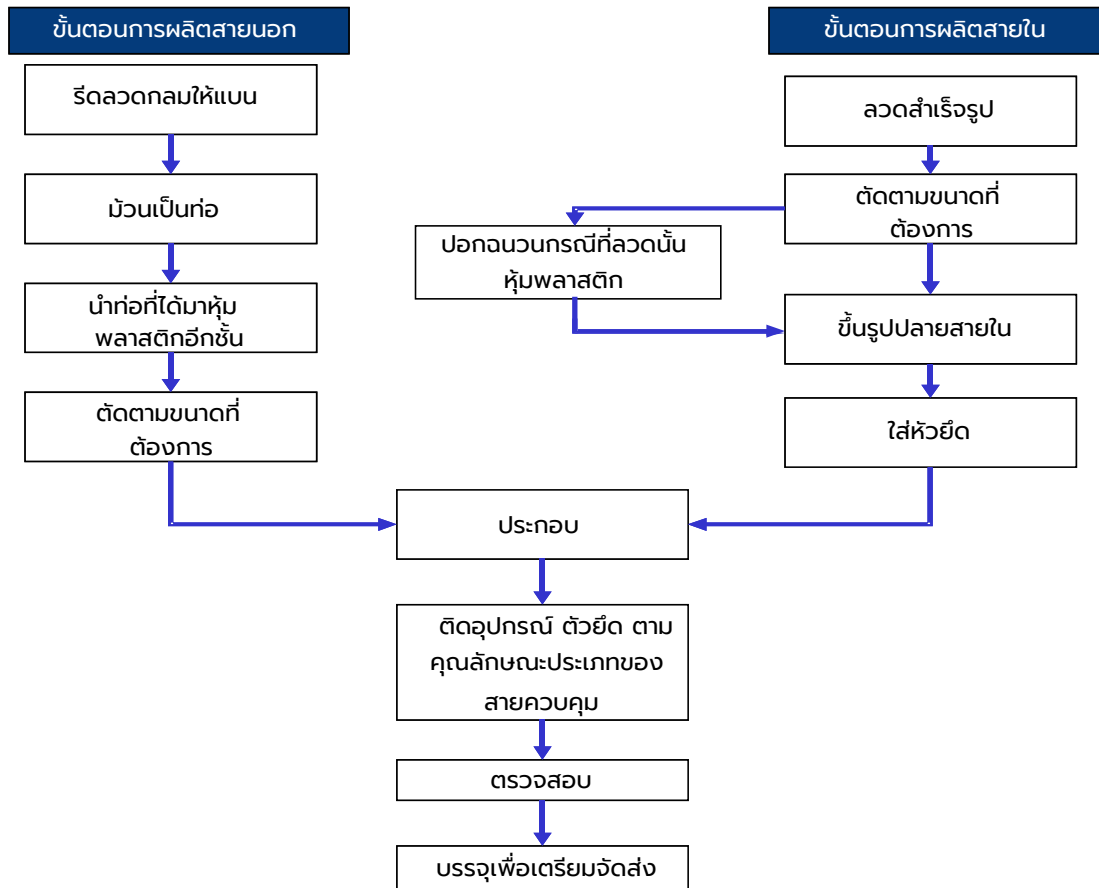 ขั้นตอนการผลิตสายนอก
รีดลวดกลมให้แบน
ม้วนเป็นท่อ
นำท่อที่ได้มาหุ้ม
พลาสติกอีกชั้น
ตัดตามขนาดที่
ต้องการ
ขั้นตอนการผลิตสายใน
ลวดสำเร็จรูป
ตัดตามขนาดที่
ต้องการ
ปอกฉนวนกรณีที่ลวดนั้น
หุ้มพลาสติก
ขึ้นรูปปลายสายใน
ใส่หัวยึด
ประกอบ
ติดอุปกรณ์ ตัวยึด ตาม
คุณลักษณะประเภทของ
สายควบคุม
ตรวจสอบ
บรรจุเพื่อเตรียมจัดส่ง